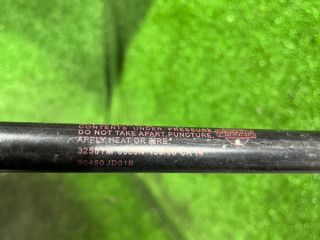 CONTENTS UNDER PRESSURE
DO NOT TAKE APART, PUNCTURE,
APPLY HEAT OR FIRE.
90450 JD01B